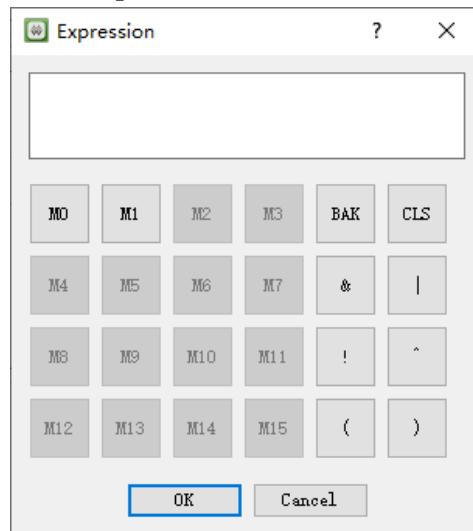 Expression ? ×
M0 M1 M2 M3 BAK CLS
M4 M5 M6 M7 & |
M8 M9 M10 M11 ! ^
M12 M13 M14 M15 ( )
OK Cancel